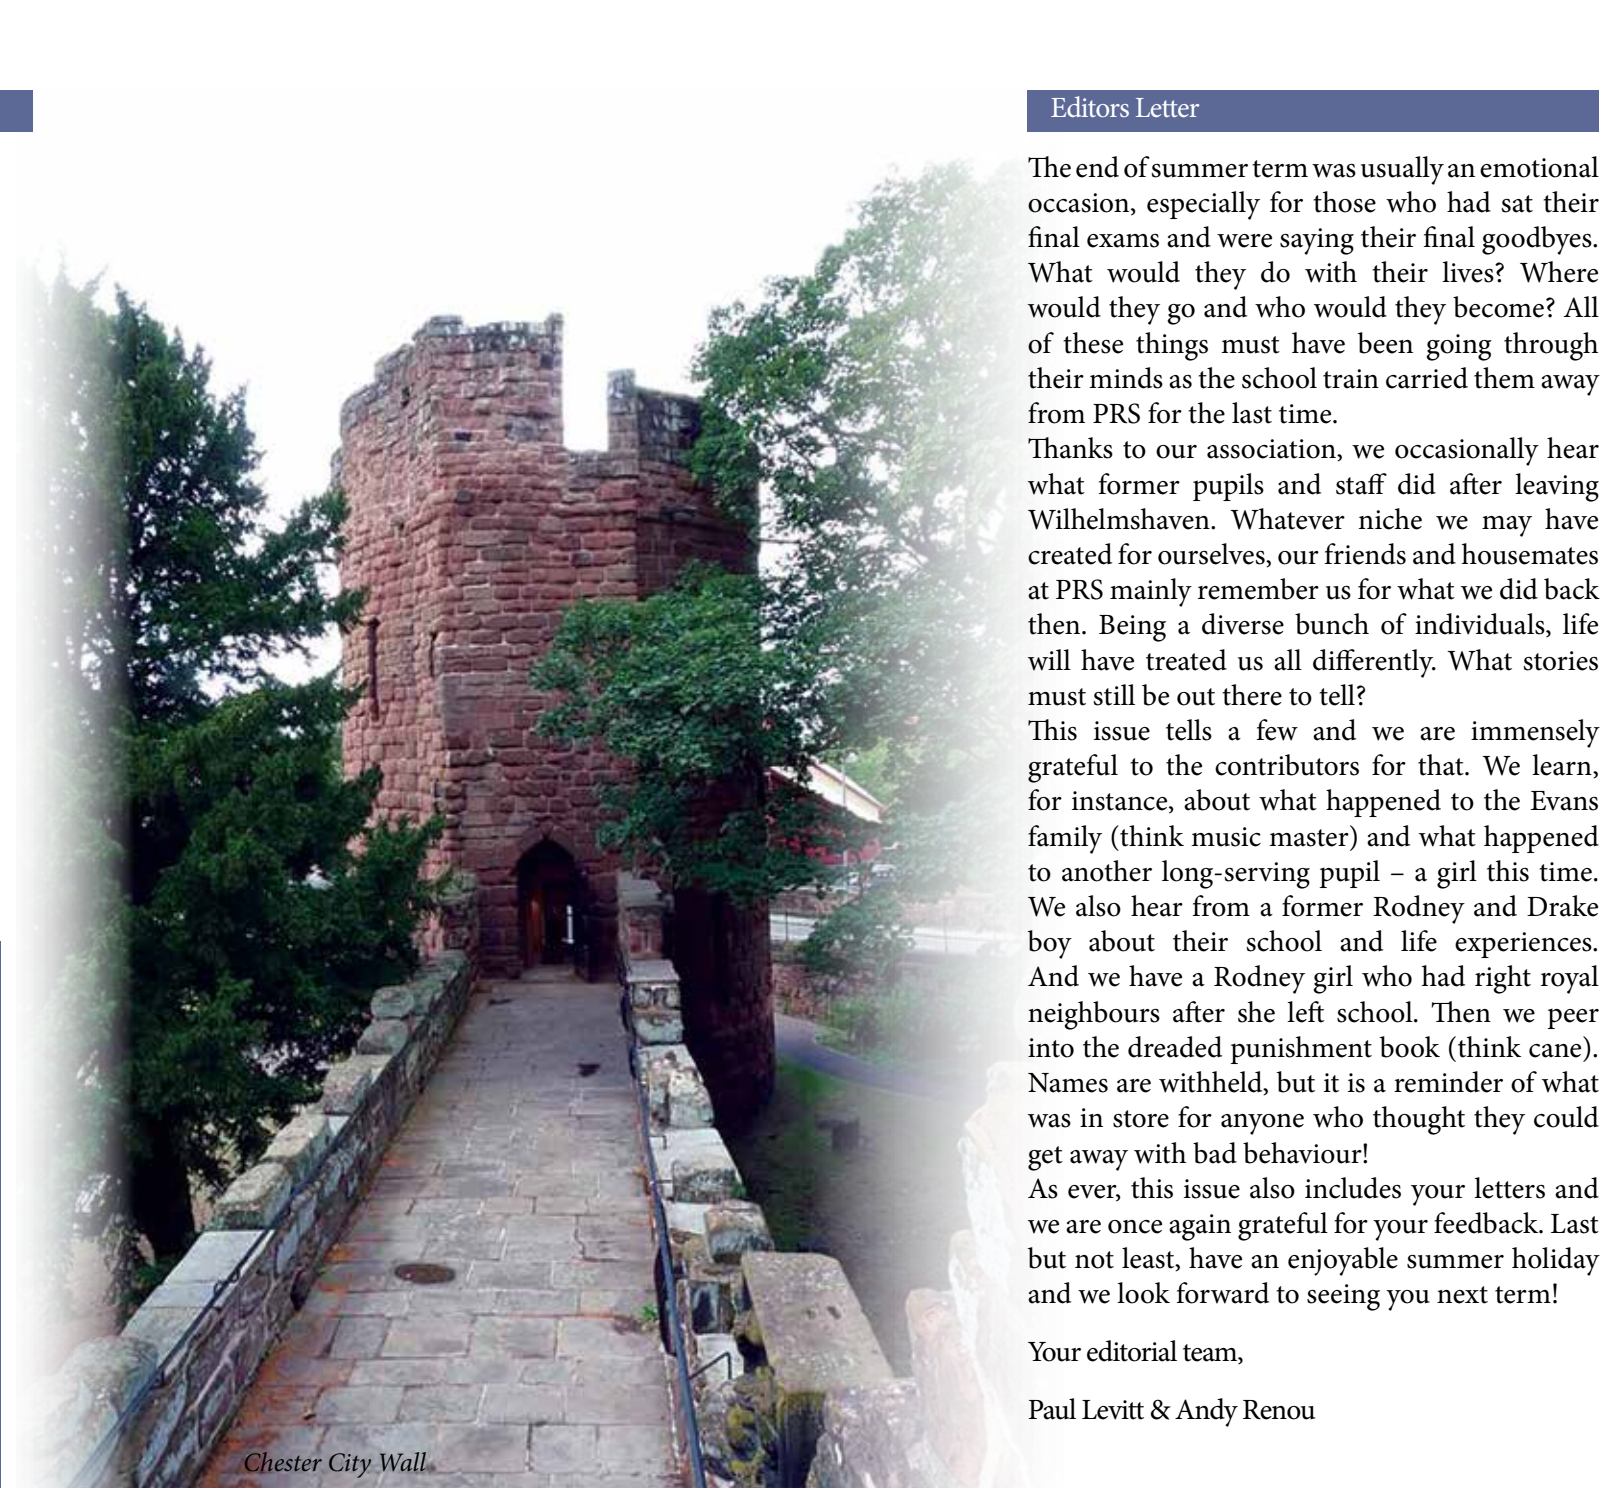 Editors Letter
The end of summer term was usually an emotional
occasion, especially for those who had sat their
final exams and were saying their final goodbyes.
What would they do with their lives? Where
would they go and who would they become? All
of these things must have been going through
their minds as the school train carried them away
from PRS for the last time.
Thanks to our association, we occasionally hear
what former pupils and staff did after leaving
Wilhelmshaven. Whatever niche we may have
created for ourselves, our friends and housemates
at PRS mainly remember us for what we did back
then. Being a diverse bunch of individuals, life
will have treated us all differently. What stories
must still be out there to tell?
This issue tells a few and we are immensely
grateful to the contributors for that. We learn,
for instance, about what happened to the Evans
family (think music master) and what happened
to another long-serving pupil – a girl this time.
We also hear from a former Rodney and Drake
boy about their school and life experiences.
And we have a Rodney girl who had right royal
neighbours after she left school. Then we peer
into the dreaded punishment book (think cane).
Names are withheld, but it is a reminder of what
was in store for anyone who thought they could
get away with bad behaviour!
As ever, this issue also includes your letters and
we are once again grateful for your feedback. Last
but not least, have an enjoyable summer holiday
and we look forward to seeing you next term!
Your editorial team,
Paul Levitt & Andy Renou
Chester City Wall